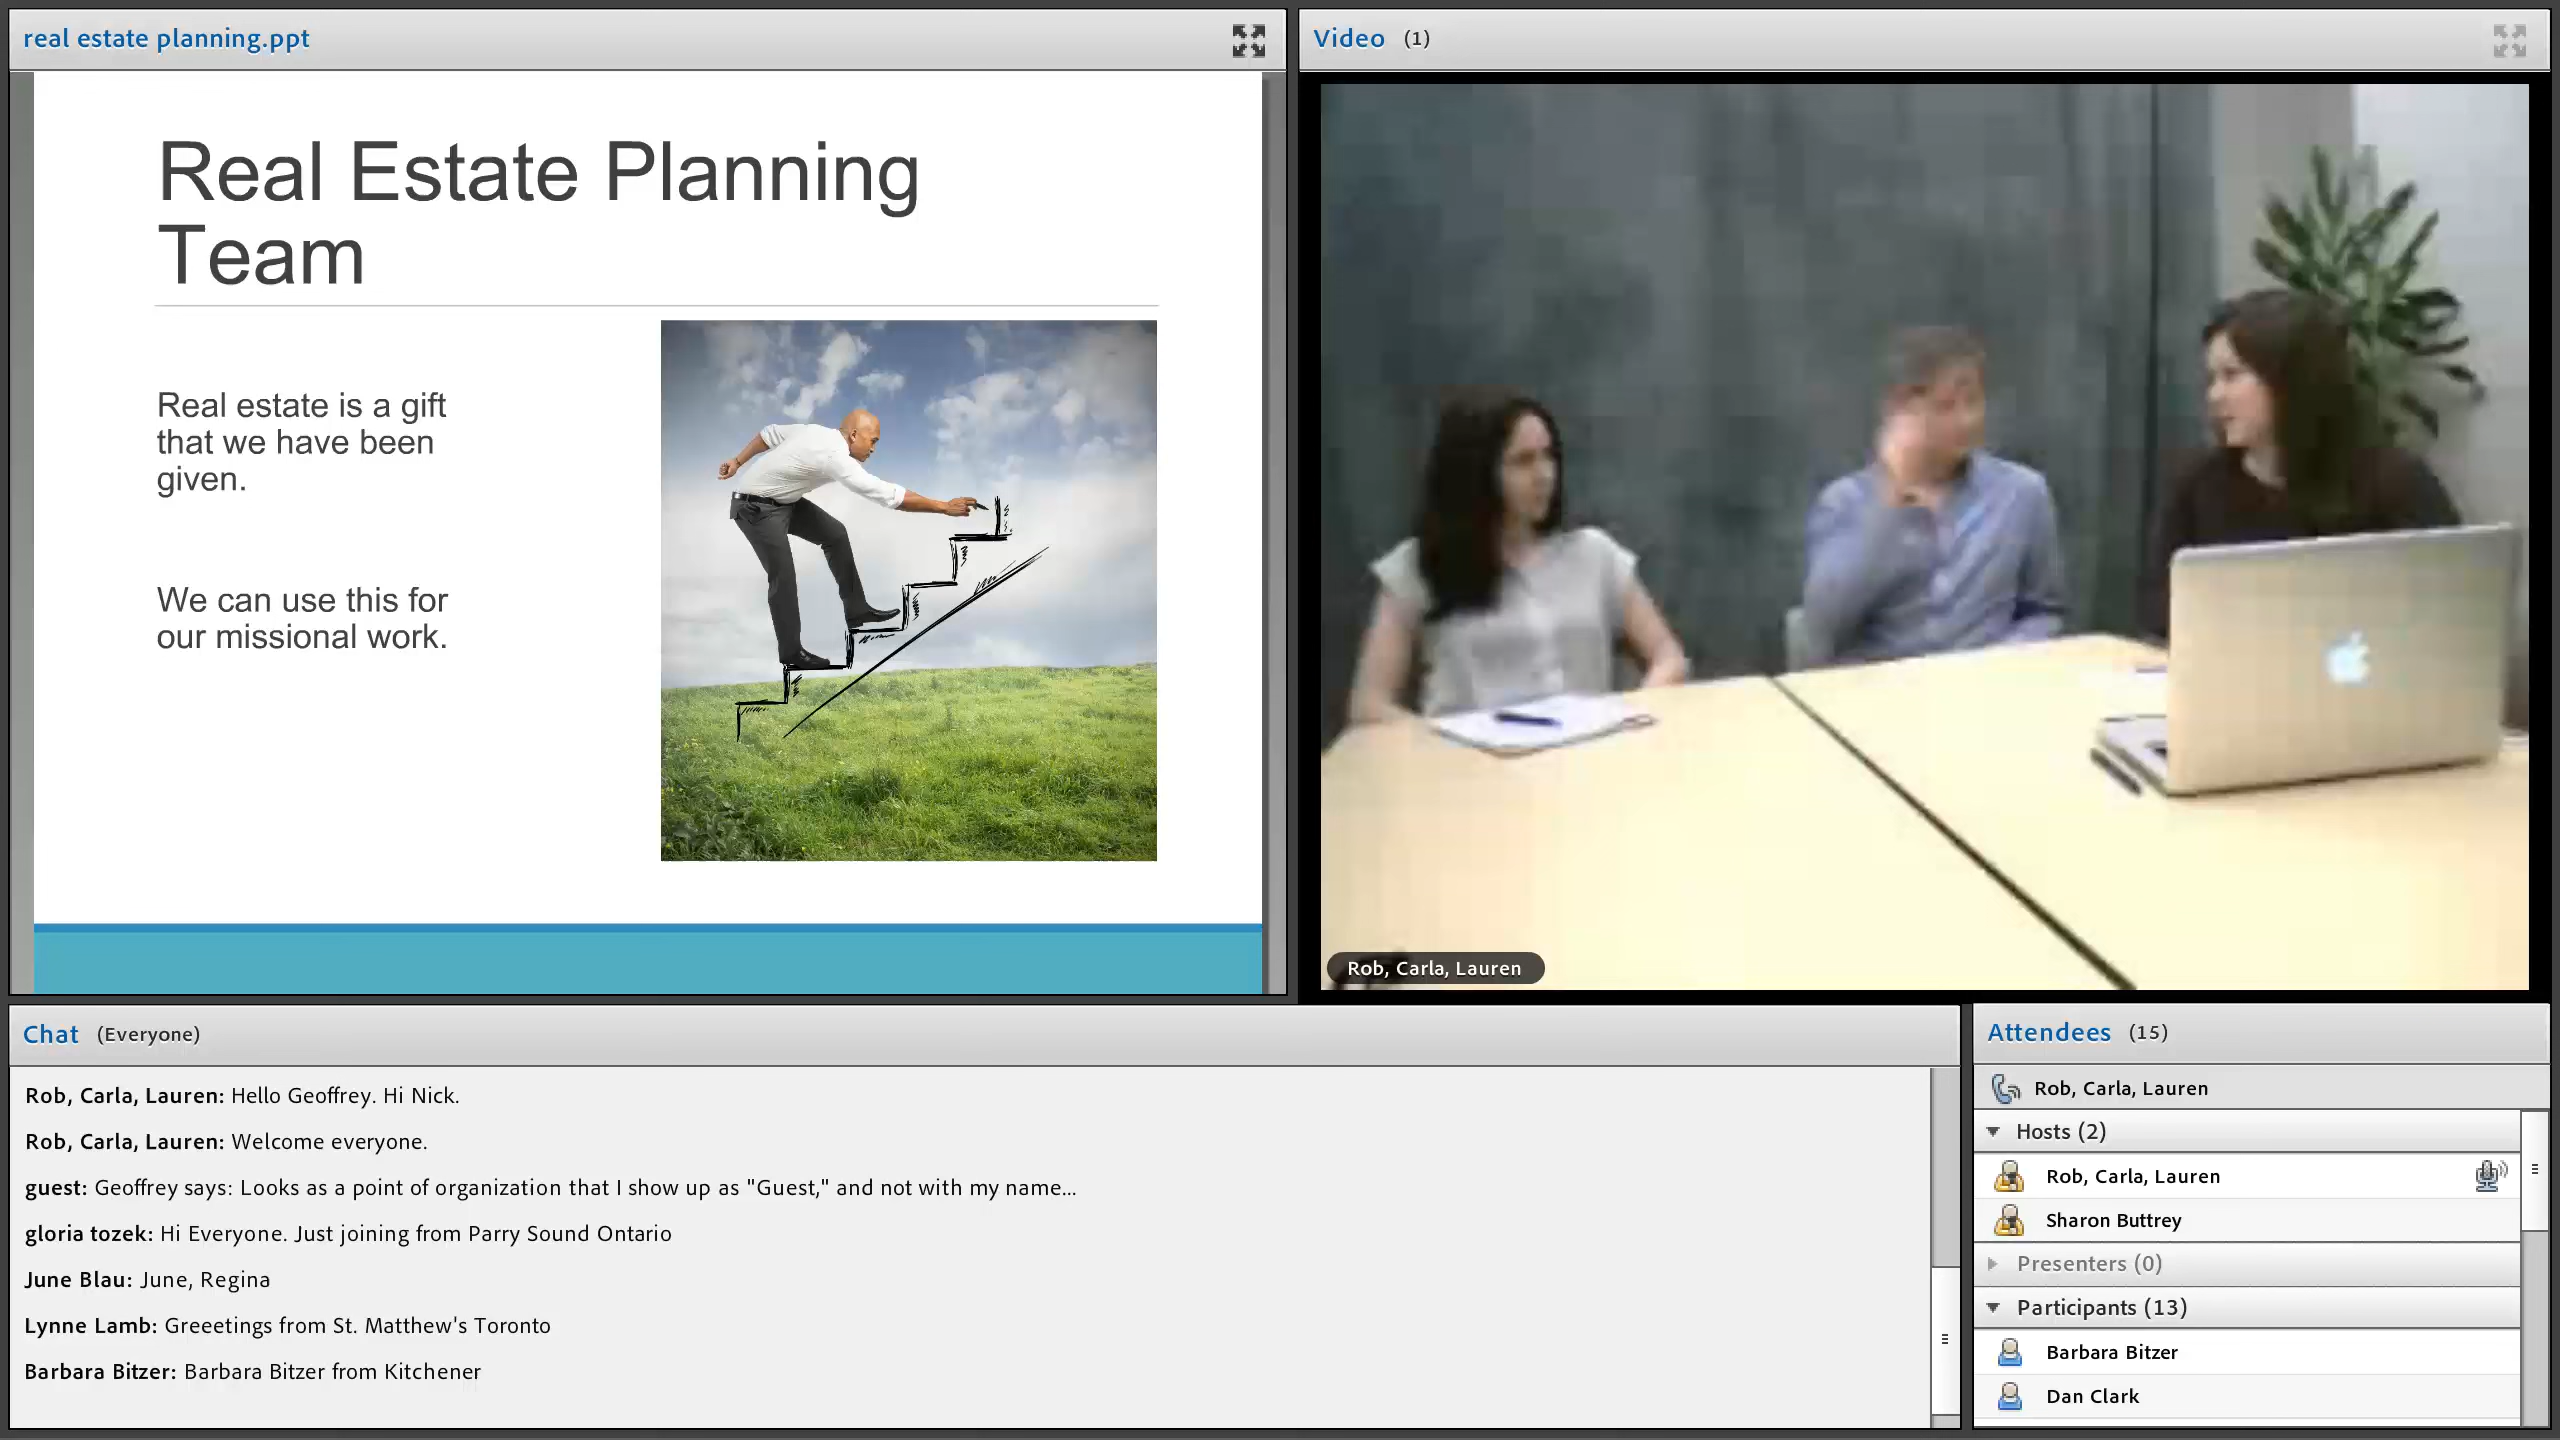 real estate planning.ppt
Real Estate Planning
Team
Real estate is a gift
that we have been
given.
We can use this for
our missional work.
Video (1)
Rob, Carla, Lauren
Chat (Everyone)
Rob, Carla, Lauren: Hello Geoffrey. Hi Nick.
Rob, Carla, Lauren: Welcome everyone.
guest: Geoffrey says: Looks as a point of organization that I show up as "Guest," and not with my name...
gloria tozek: Hi Everyone. Just joining from Parry Sound Ontario
June Blau: June, Regina
Lynne Lamb: Greeetings from St. Matthew's Toronto
Barbara Bitzer: Barbara Bitzer from Kitchener
Attendees (15)
Rob, Carla, Lauren
Hosts (2)
Rob, Carla, Lauren
Sharon Buttrey
Presenters (0)
Participants (13)
Barbara Bitzer
Dan Clark